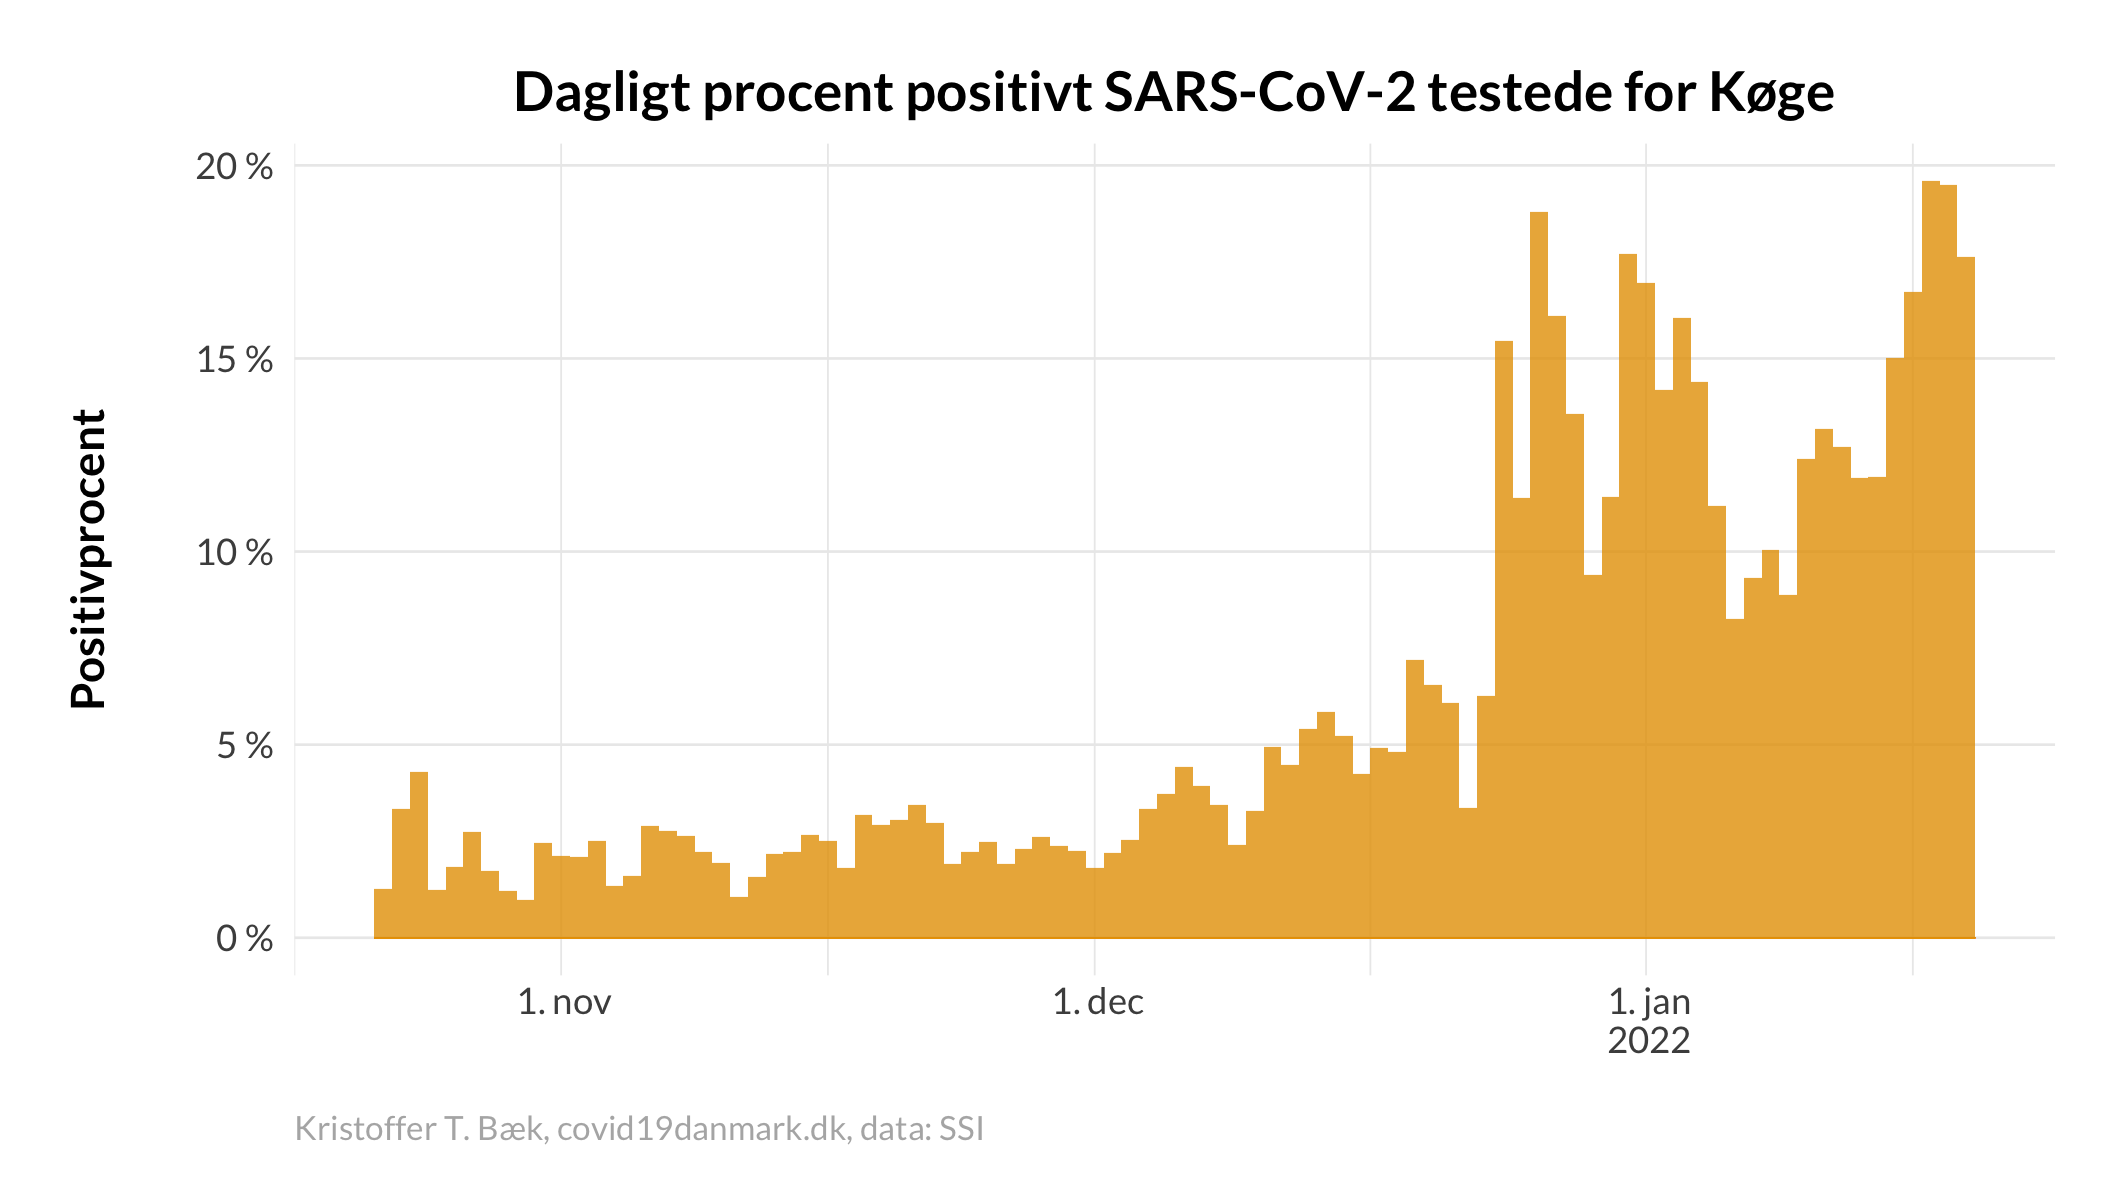 Dagligt procent positivt SARS-CoV-2 testede for Køge
Positivprocent
20 %
15 %
10 %
5 %
0 %
1. nov
1. dec
1. jan
2022
Kristoffer T. Bæk, covid19danmark.dk, data: SSI